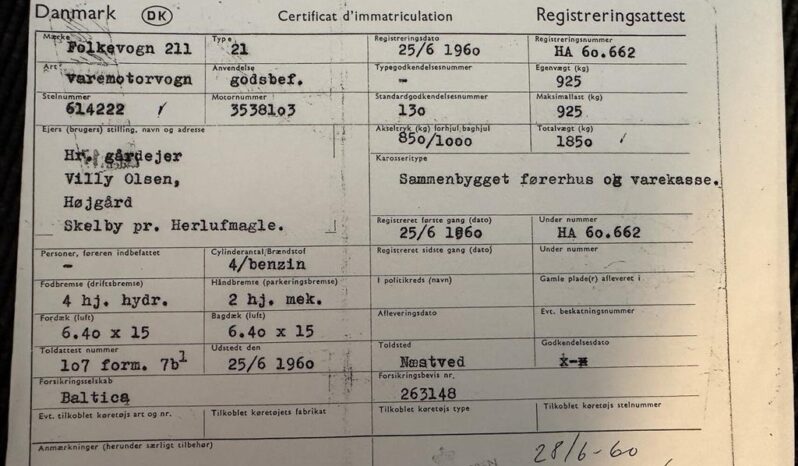 Danmark DK Certificat d'immatriculation Registreringsattest
Mærke Type Registreringsdato Registreringsnummer
Folkevogn 211 21 25/6 1960 HA 60.662
Art Anvendelse Typegodkendelsesnummer Egenvægt (kg)
varemotorvogn godsbef. - 925
Stelnummer Motornummer Standardgodkendelsesnummer Maksimallast (kg)
614222 / 3538103 130 925
Ejers (brugers) stilling, navn og adresse Akseltryk (kg) forhjul/baghjul Totalvægt (kg)
850/1000 1850 /
Hr. gårdejer Karosseritype
Villy Olsen, Sammenbygget førerhus og varekasse.
Højgård
Skelby pr. Herlufmagle.
Registreret første gang (dato) Under nummer
25/6 1960 HA 60.662
Personer, føreren indbefattet Cylinderantal/Brændstof Registreret sidste gang (dato) Under nummer
- 4/benzin
Fodbremse (driftsbremse) Håndbremse (parkeringsbremse) I politikreds (navn) Gamle plade(r) afleveret i
4 hj. hydr. 2 hj. mek.
Fordæk (luft) Bagdæk (luft) Afleveringsdato Evt. beskatningsnummer
6.40 x 15 6.40 x 15
Toldattest nummer Udstedt den Toldsted Godkendelsesdato
107 form. 7b1 25/6 1960 Næstved
Forsikringsselskab Forsikringsbevis nr.
Baltica 263148
Evt. tilkoblet køretøjs art og nr. Tilkoblet køretøjets fabrikat Tilkoblet køretøjs type Tilkoblet køretøjs stelnummer
Anmærkninger (herunder særligt tilbehør)
28/6-60